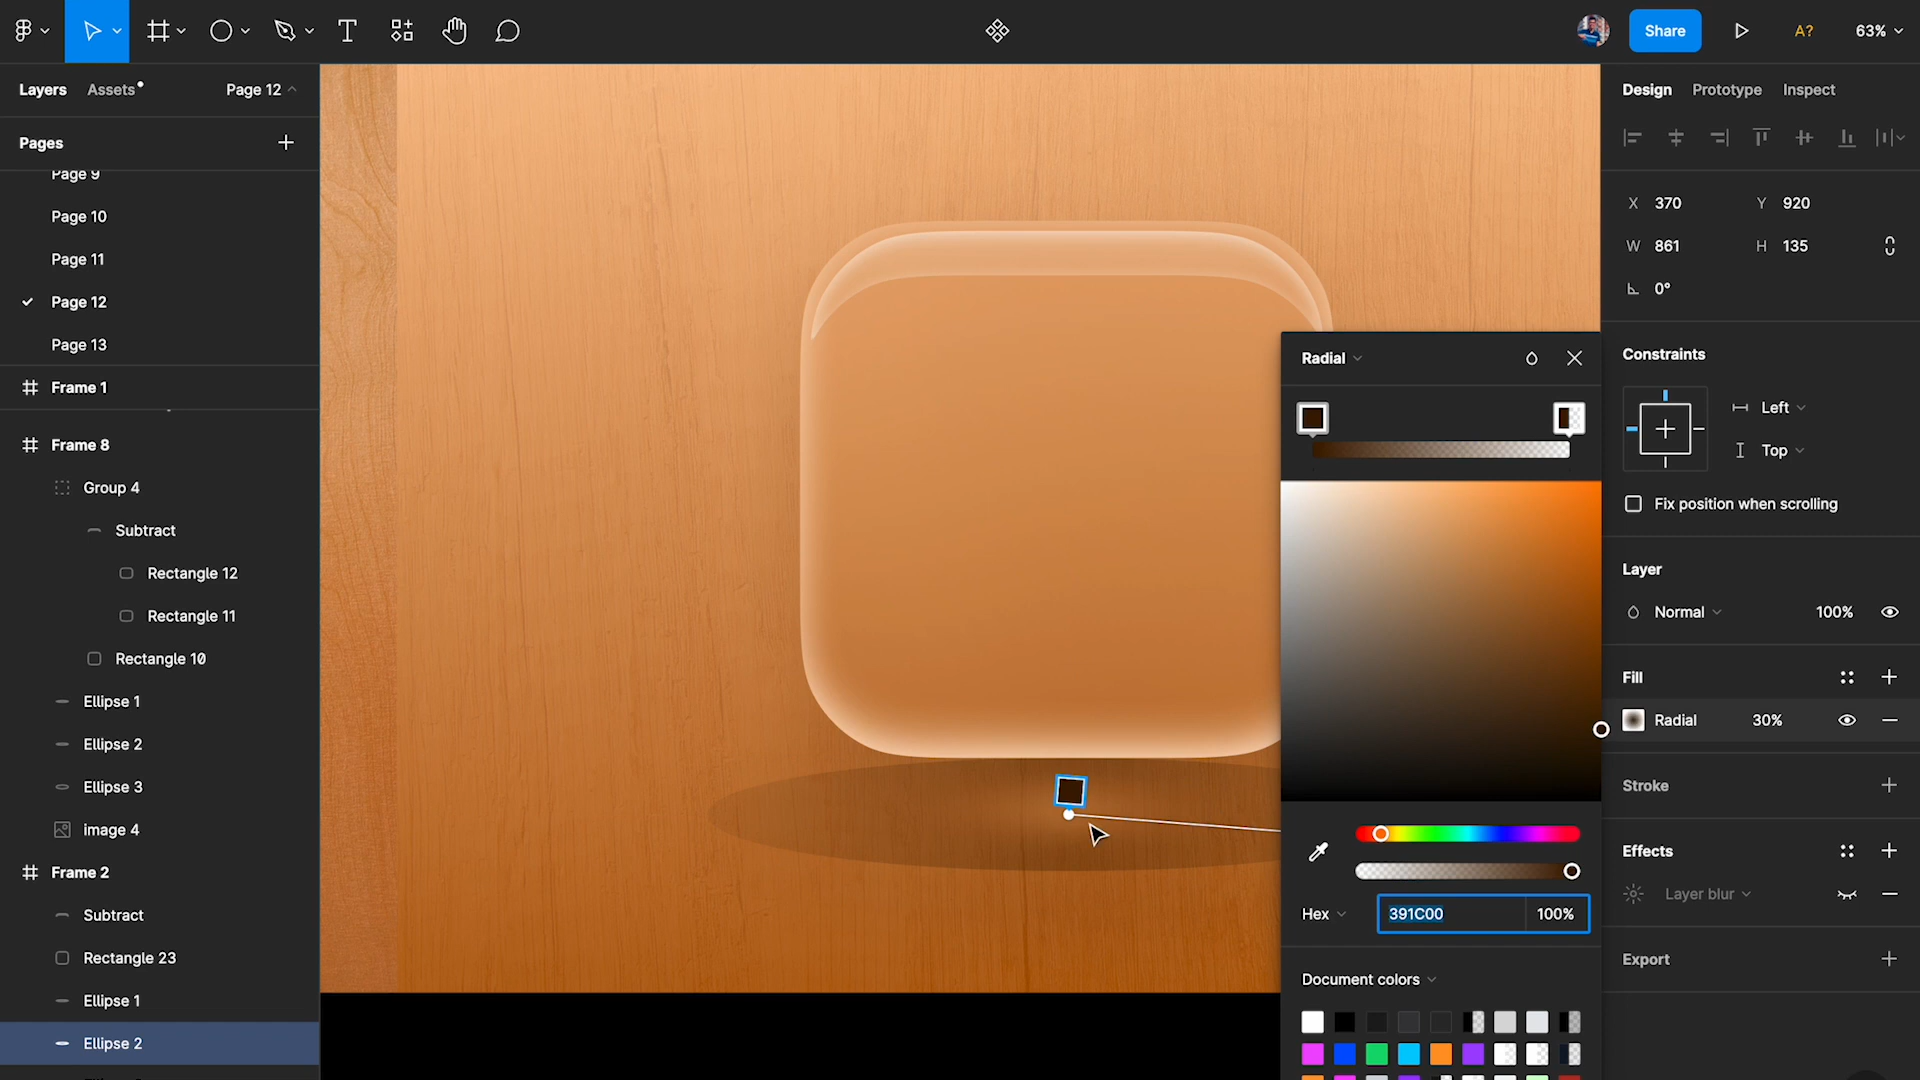 Share
A?
63%
Layers
Assets
Page 12
Pages
Page 9
Page 10
Page 11
Page 12
Page 13
Frame 1
Frame 8
Group 4
Subtract
Rectangle 12
Rectangle 11
Rectangle 10
Ellipse 1
Ellipse 2
Ellipse 3
image 4
Frame 2
Subtract
Rectangle 23
Ellipse 1
Ellipse 2
Radial
Hex
391C00
100%
Document colors
Design
Prototype
Inspect
X 370
Y 920
W 861
H 135
0°
Constraints
Left
Top
Fix position when scrolling
Layer
Normal
100%
Fill
Radial
30%
Stroke
Effects
Layer blur
Export